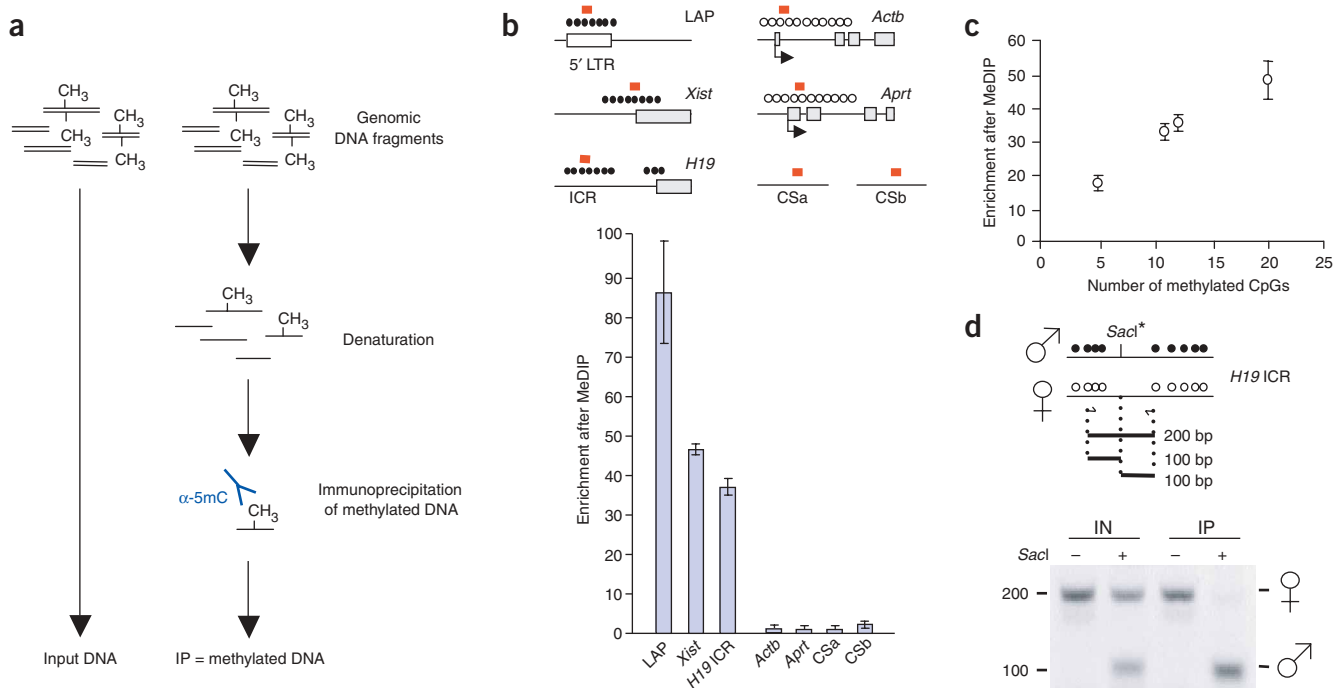 a
CH3
CH3
CH3
CH3
CH3
CH3
CH3
CH3
Genomic
DNA fragments
CH3
CH3
Denaturation
α-5mC
CH3
Immunoprecipitation
of methylated DNA
Input DNA
IP = methylated DNA
b
LAP
5′ LTR
Actb
Xist
Aprt
H19
ICR
CSa
CSb
Enrichment after MeDIP
100
90
80
70
60
50
40
30
20
10
0
LAP
Xist
H19 ICR
Actb
Aprt
CSa
CSb
c
Enrichment after MeDIP
60
50
40
30
20
10
0
0
5
10
15
20
25
Number of methylated CpGs
d
SacI*
♂
♀
H19 ICR
200 bp
100 bp
100 bp
IN
IP
SacI
–
+
–
+
200
♀
100
♂